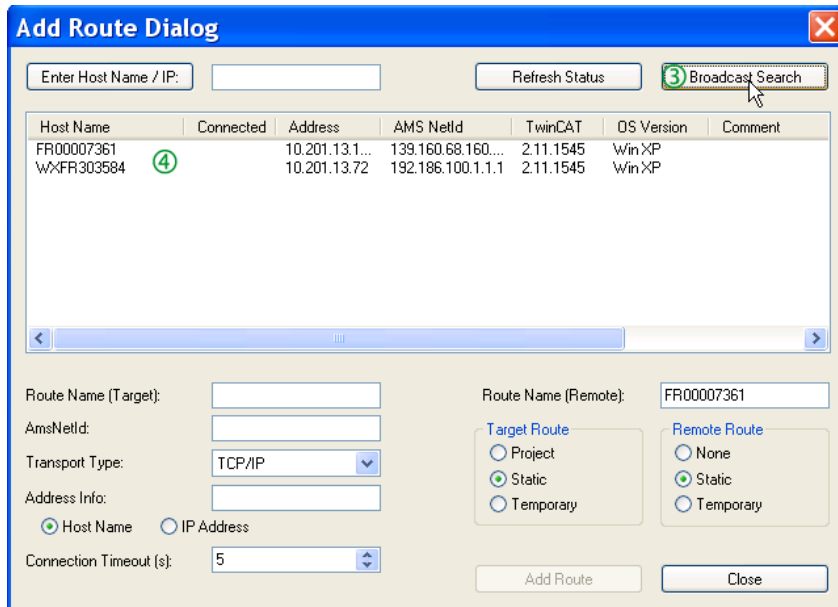 Add Route Dialog
Enter Host Name / IP: Refresh Status ③ Broadcast Search
Host Name Connected Address AMS NetId TwinCAT OS Version Comment
FR00007361 10.201.13.1... 139.160.68.160.... 2.11.1545 Win XP
WXFR303584 ④ 10.201.13.72 192.186.100.1.1.1 2.11.1545 Win XP
Route Name (Target): Route Name (Remote): FR00007361
AmsNetId: Target Route Remote Route
Project None
Transport Type: TCP/IP Static Static
Address Info: Temporary Temporary
Host Name IP Address
Connection Timeout (s): 5
Add Route Close